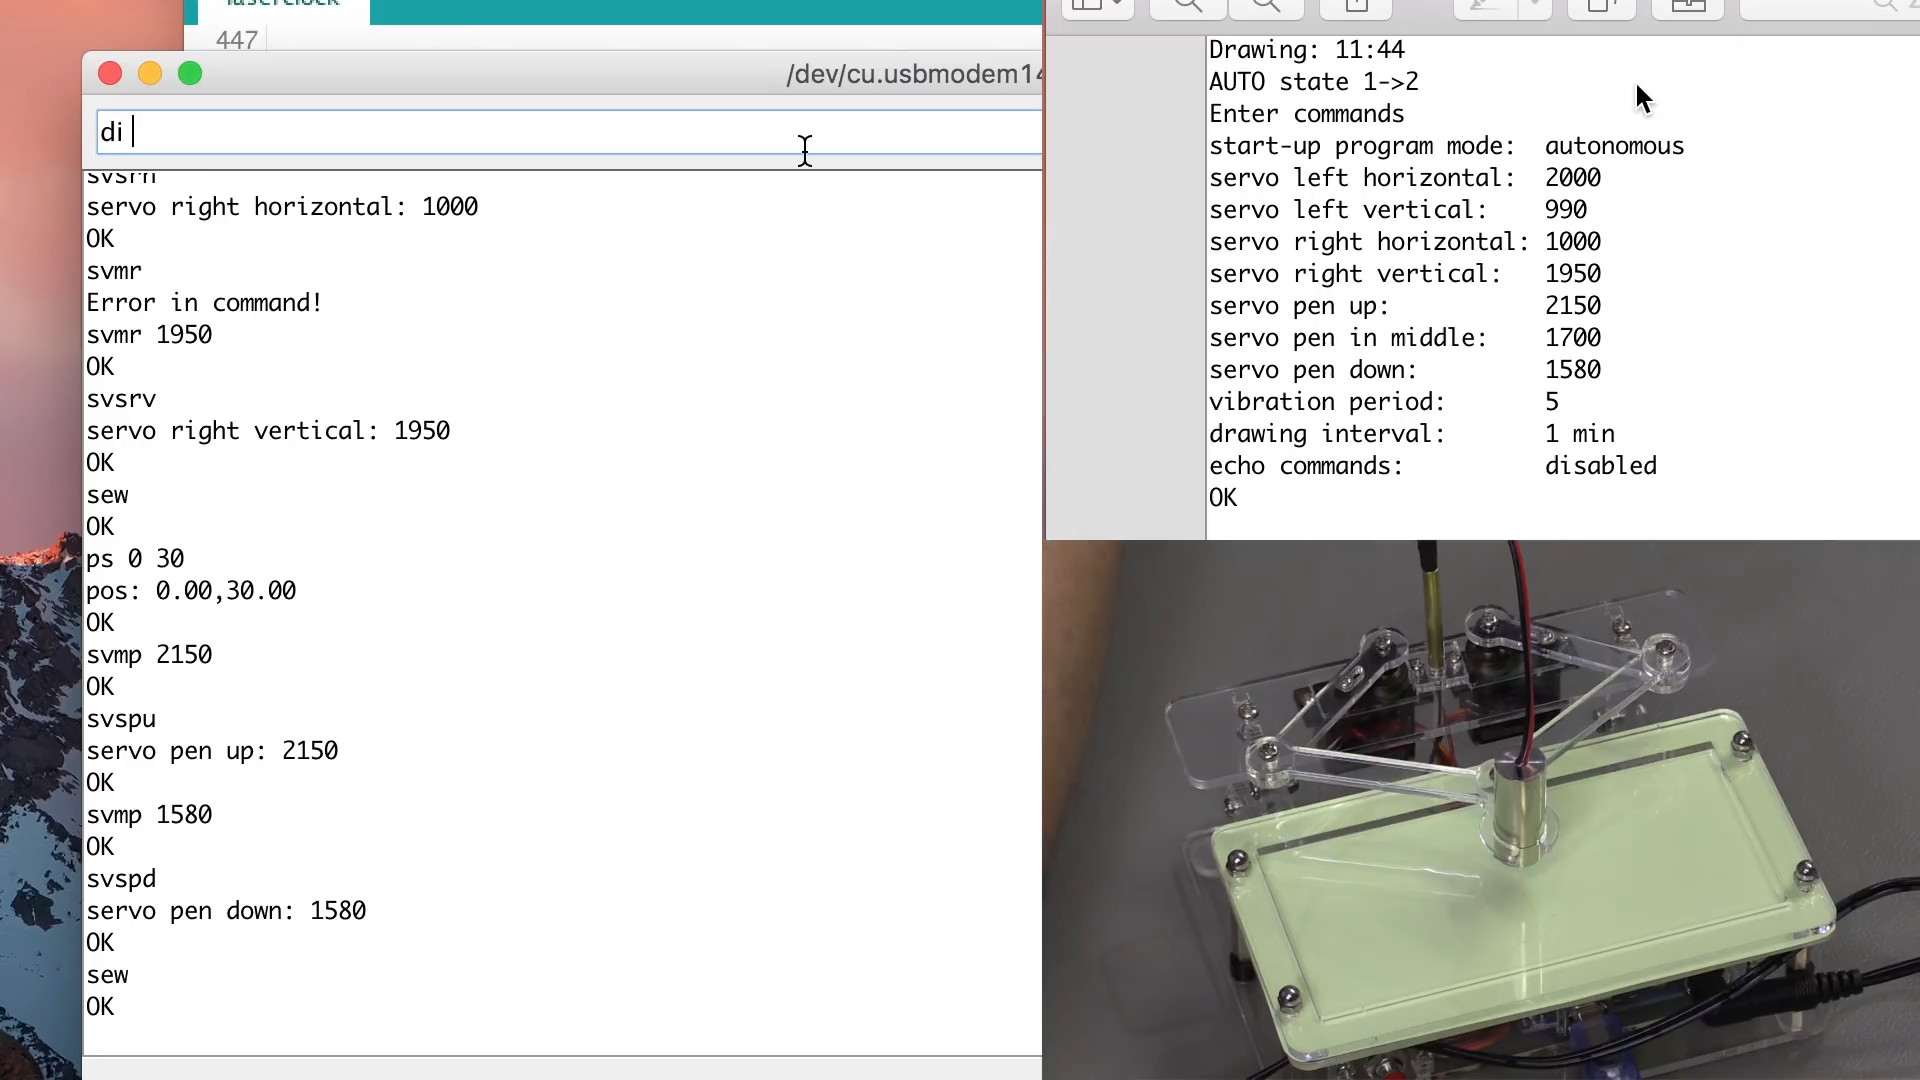 laserclock
447
/dev/cu.usbmodem14
di
svsrh
servo right horizontal: 1000
OK
svmr
Error in command!
svmr 1950
OK
svsrv
servo right vertical: 1950
OK
sew
OK
ps 0 30
pos: 0.00,30.00
OK
svmp 2150
OK
svspu
servo pen up: 2150
OK
svmp 1580
OK
svspd
servo pen down: 1580
OK
sew
OK
Drawing: 11:44
AUTO state 1->2
Enter commands
start-up program mode: autonomous
servo left horizontal: 2000
servo left vertical: 990
servo right horizontal: 1000
servo right vertical: 1950
servo pen up: 2150
servo pen in middle: 1700
servo pen down: 1580
vibration period: 5
drawing interval: 1 min
echo commands: disabled
OK